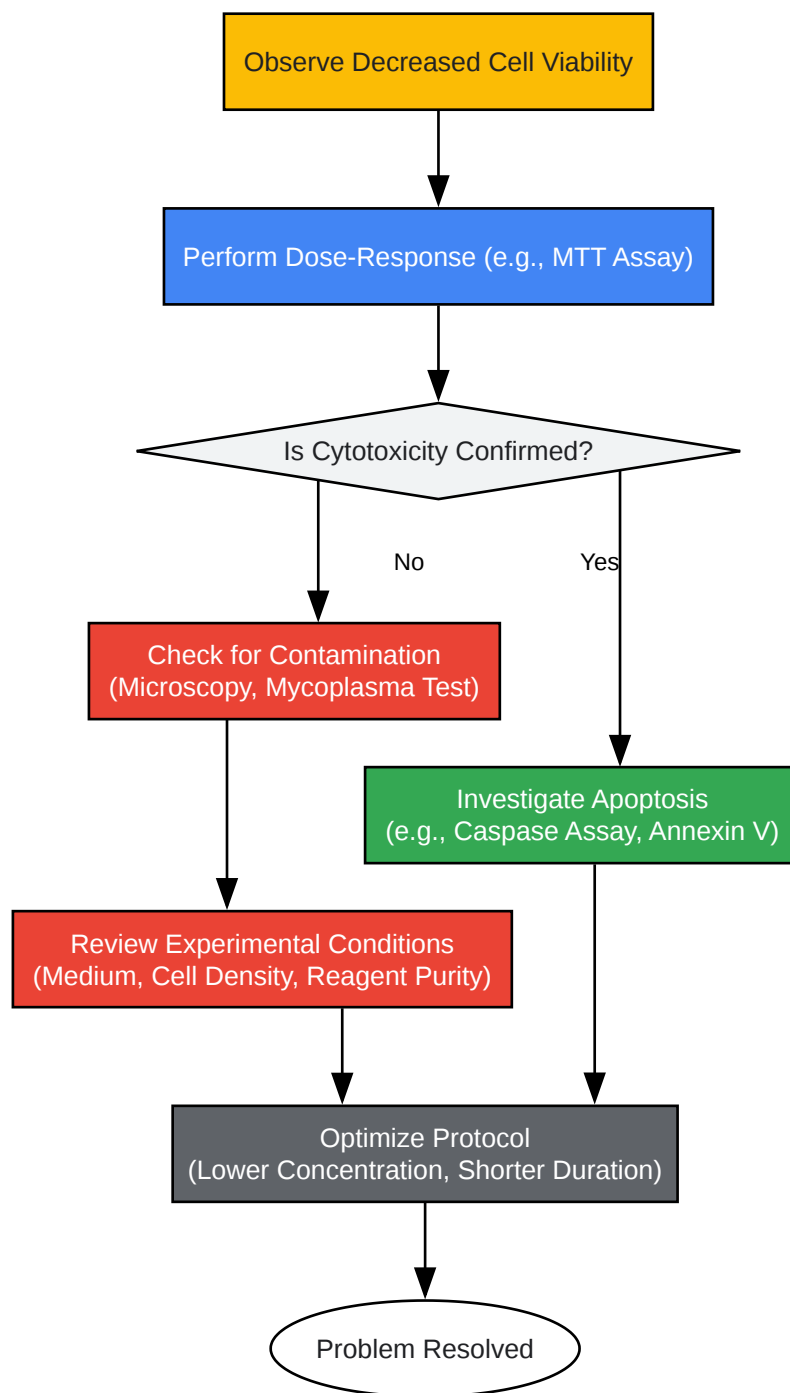 Observe Decreased Cell Viability
Perform Dose-Response (e.g., MTT Assay)
Is Cytotoxicity Confirmed?
No
Yes
Check for Contamination
(Microscopy, Mycoplasma Test)
Investigate Apoptosis
(e.g., Caspase Assay, Annexin V)
Review Experimental Conditions
(Medium, Cell Density, Reagent Purity)
Optimize Protocol
(Lower Concentration, Shorter Duration)
Problem Resolved